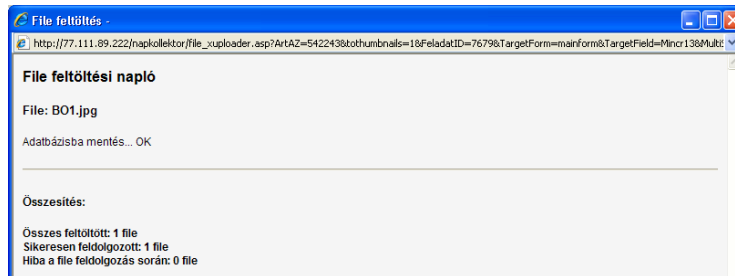 File feltöltés -
http://77.111.89.222/napkollektor/file_xuploader.asp?ArtAZ=542243&tothumbnails=1&FeladatID=7679&TargetForm=mainform&TargetField=Mincr13&Multi
File feltöltési napló
File: BO1.jpg
Adatbázisba mentés... OK
Összesítés:
Összes feltöltött: 1 file
Sikeresen feldolgozott: 1 file
Hiba a file feldolgozás során: 0 file